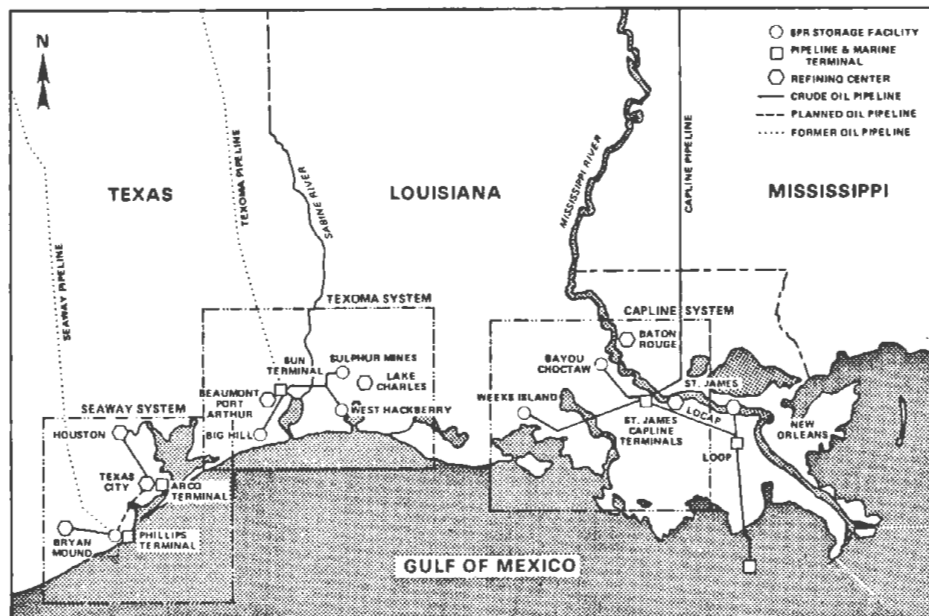 N
SPR STORAGE FACILITY
PIPELINE & MARINE
TERMINAL
REFINING CENTER
CRUDE OIL PIPELINE
PLANNED OIL PIPELINE
FORMER OIL PIPELINE
TEXAS
LOUISIANA
MISSISSIPPI
SEAWAY PIPELINE
TEXOMA PIPELINE
SABINE RIVER
MISSISSIPPI RIVER
CAPLINE PIPELINE
TEXOMA SYSTEM
SUN
TERMINAL
SULPHUR MINES
LAKE
CHARLES
BEAUMONT
PORT
ARTHUR
WEST HACKBERRY
BIG HILL
SEAWAY SYSTEM
HOUSTON
TEXAS
CITY
ARCO
TERMINAL
BRYAN
MOUND
PHILLIPS
TERMINAL
CAPLINE SYSTEM
BATON
ROUGE
BAYOU
CHOCTAW
WEEKS ISLAND
ST. JAMES
LOCAP
ST. JAMES
CAPLINE
TERMINALS
NEW
ORLEANS
LOOP
GULF OF MEXICO